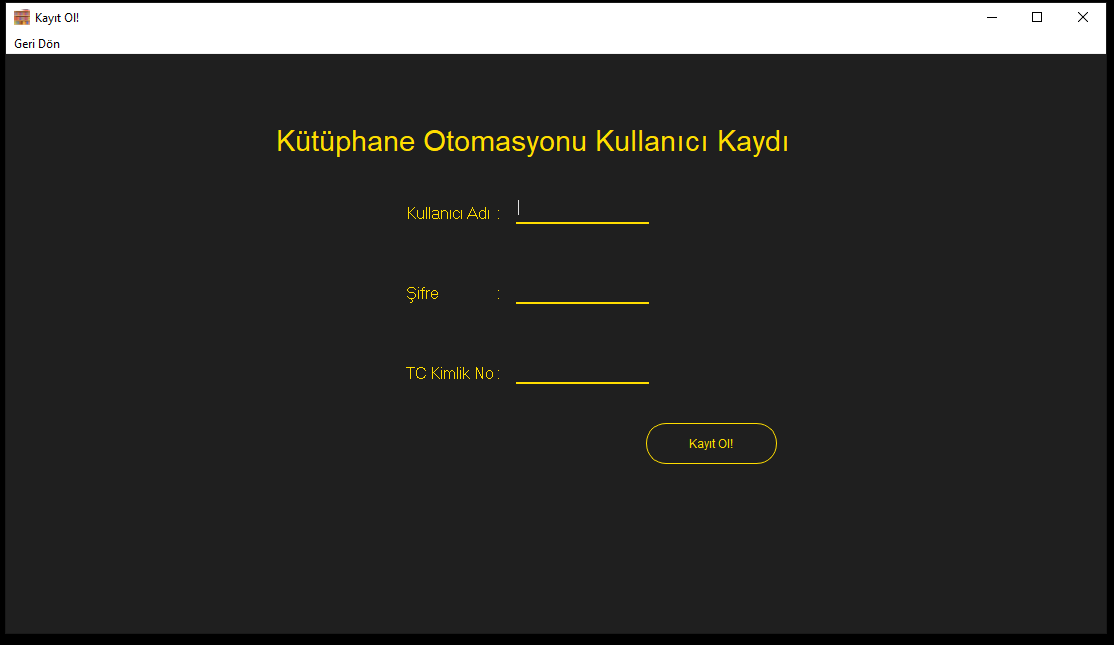 Kayıt Ol!
Geri Dön
Kütüphane Otomasyonu Kullanıcı Kaydı
Kullanıcı Adı :
Şifre :
TC Kimlik No :
Kayıt Ol!